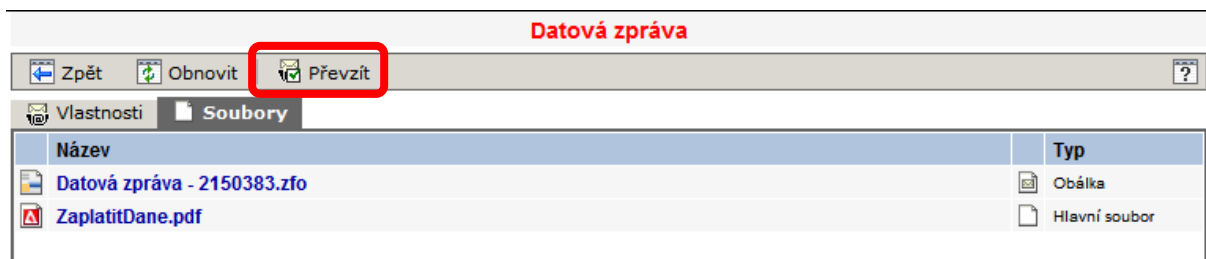 Datová zpráva
Zpět Obnovit Převzít ?
Vlastnosti Soubory
Název Typ
Datová zpráva - 2150383.zfo Obálka
ZaplatitDane.pdf Hlavní soubor